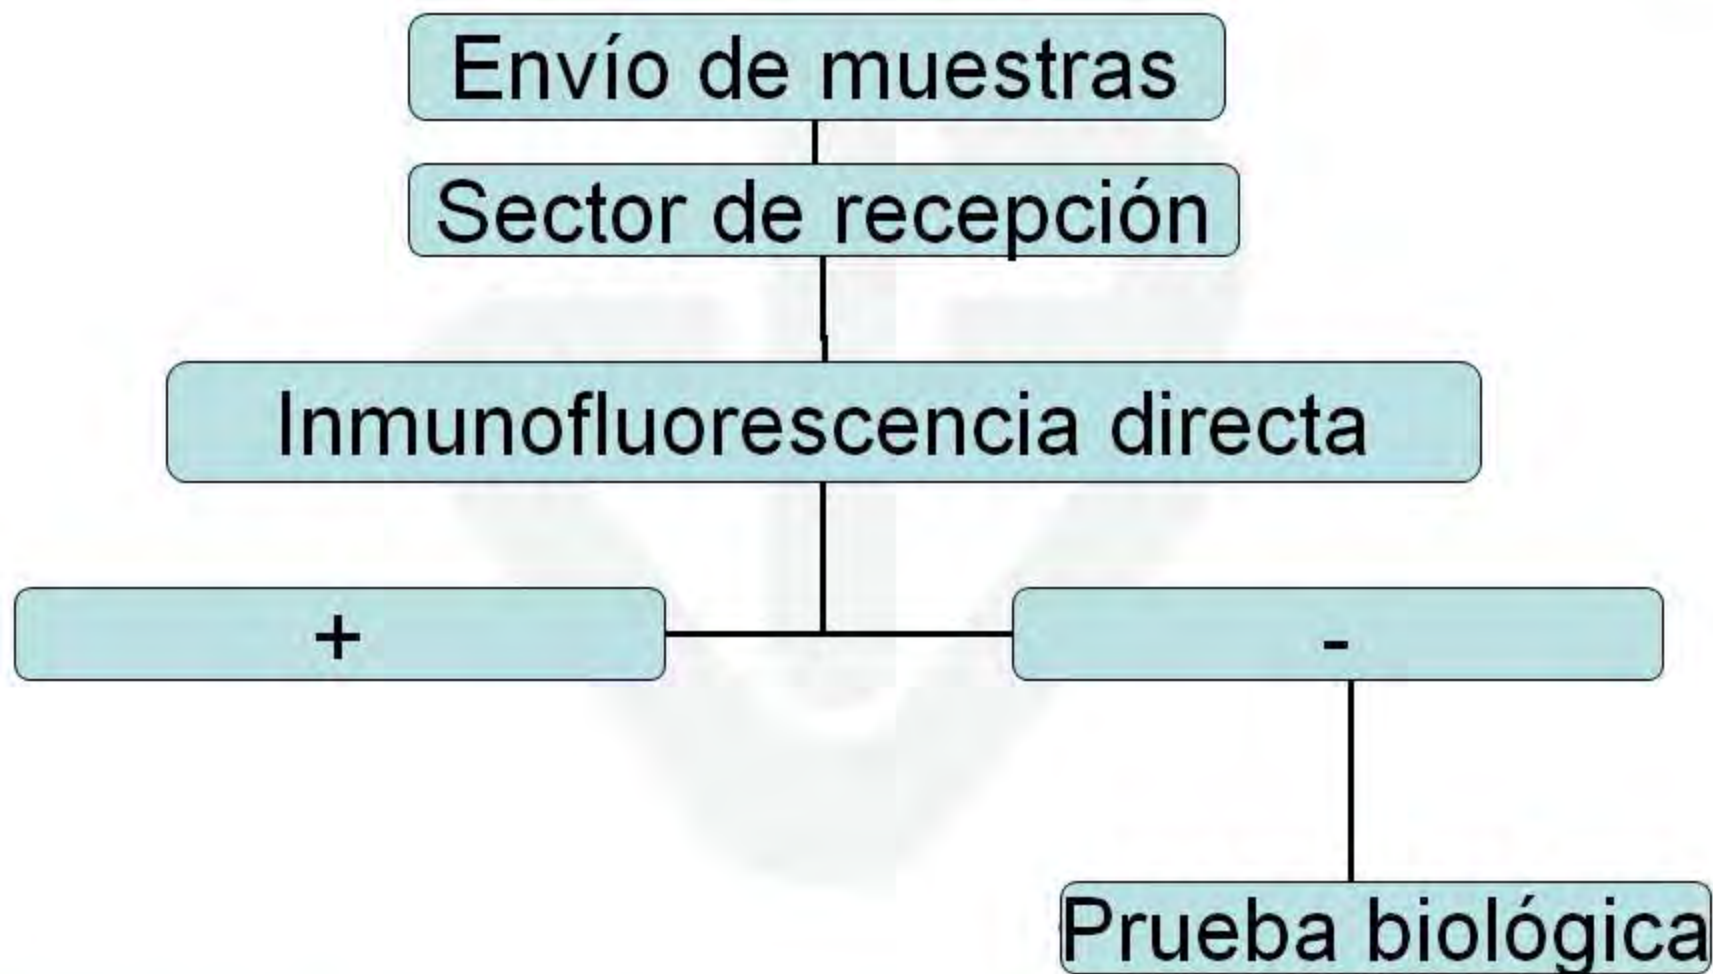 Envío de muestras
Sector de recepción
Inmunofluorescencia directa
+
-
Prueba biológica